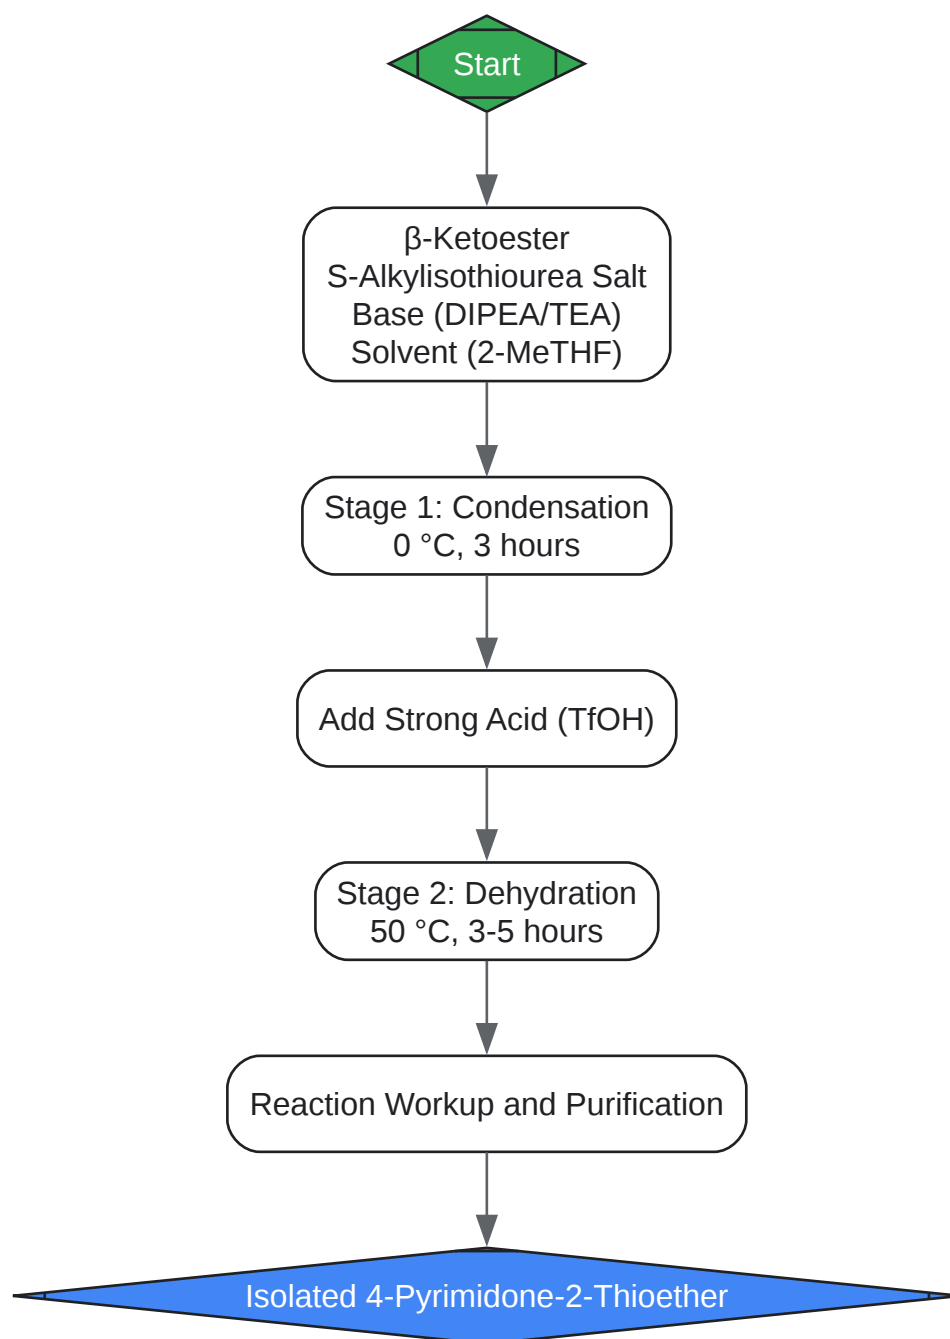 Start
β-Ketoester
S-Alkylisothiourea Salt
Base (DIPEA/TEA)
Solvent (2-MeTHF)
Stage 1: Condensation
0 °C, 3 hours
Add Strong Acid (TfOH)
Stage 2: Dehydration
50 °C, 3-5 hours
Reaction Workup and Purification
Isolated 4-Pyrimidone-2-Thioether